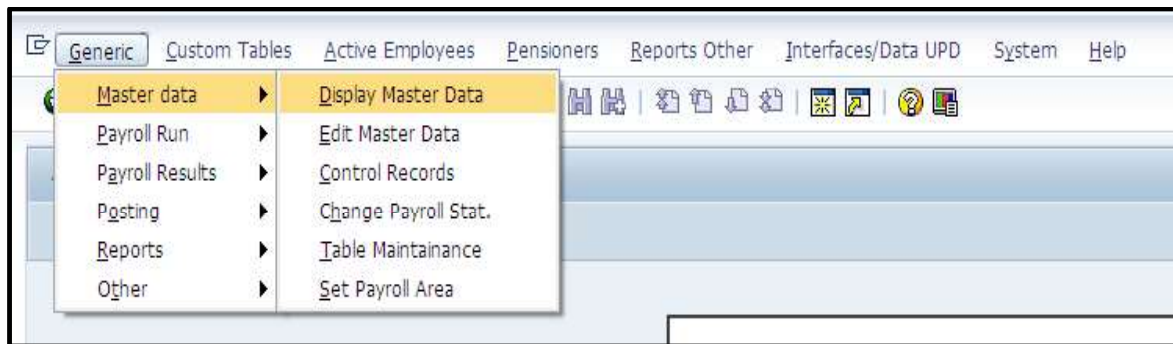 Generic Custom Tables Active Employees Pensioners Reports Other Interfaces/Data UPD System Help
Master data Display Master Data
Payroll Run Edit Master Data
Payroll Results Control Records
Posting Change Payroll Stat.
Reports Table Maintainance
Other Set Payroll Area